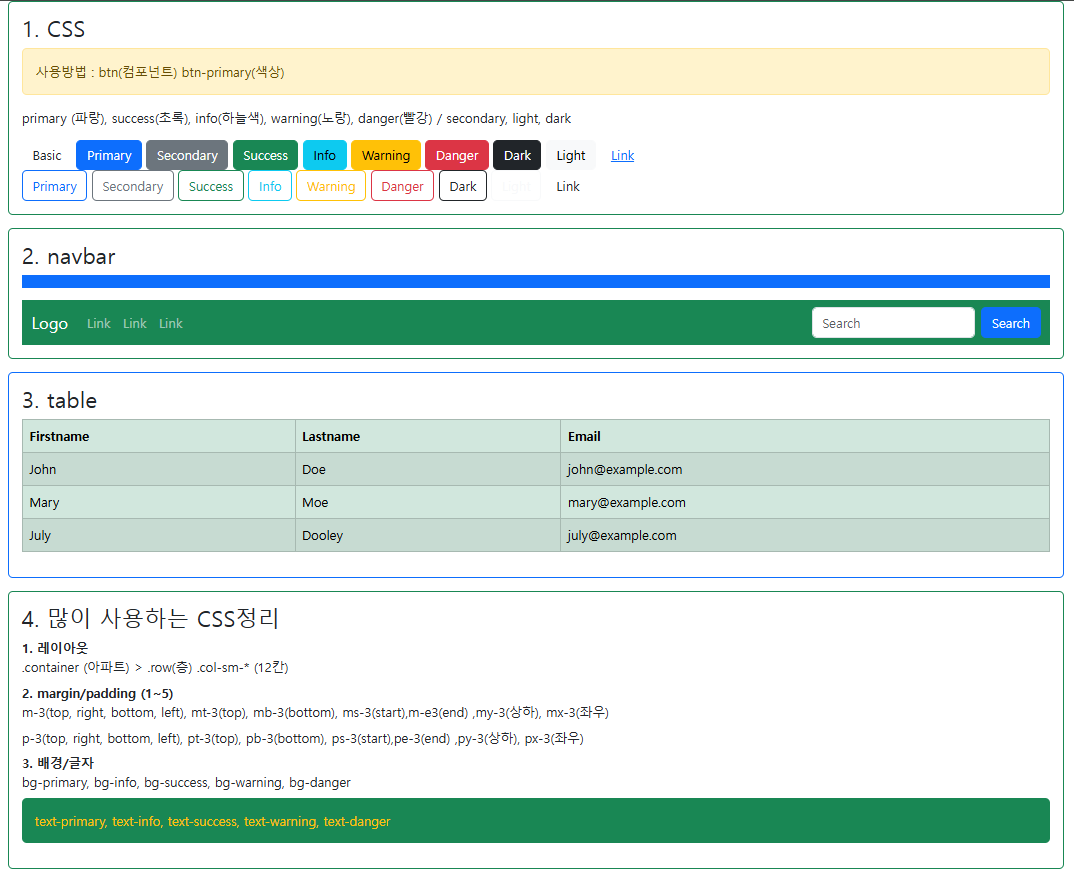 1. CSS
사용방법 : btn(컴포넌트) btn-primary(색상)
primary (파랑), success(초록), info(하늘색), warning(노랑), danger(빨강) / secondary, light, dark
Basic Primary Secondary Success Info Warning Danger Dark Light Link
Primary Secondary Success Info Warning Danger Dark Light Link
2. navbar
Logo Link Link Link Search Search
3. table
Firstname Lastname Email
John Doe john@example.com
Mary Moe mary@example.com
July Dooley july@example.com
4. 많이 사용하는 CSS정리
1. 레이아웃
.container (아파트) > .row(층) .col-sm-* (12칸)
2. margin/padding (1~5)
m-3(top, right, bottom, left), mt-3(top), mb-3(bottom), ms-3(start),m-e3(end) ,my-3(상하), mx-3(좌우)
p-3(top, right, bottom, left), pt-3(top), pb-3(bottom), ps-3(start),pe-3(end) ,py-3(상하), px-3(좌우)
3. 배경/글자
bg-primary, bg-info, bg-success, bg-warning, bg-danger
text-primary, text-info, text-success, text-warning, text-danger